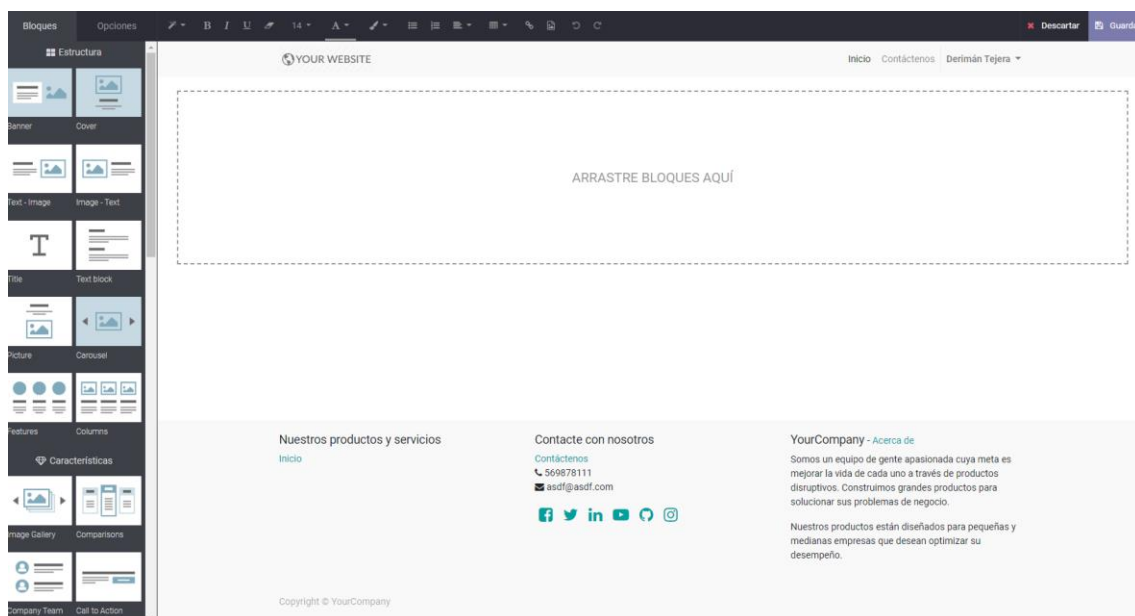 Bloques Opciones
B I U 14 A
Descartar Guarda
Estructura
YOUR WEBSITE
Inicio Contáctenos Derimán Tejera
Banner Cover
Text - Image Image - Text
Title Text block
Picture Carousel
Features Columns
Características
Image Gallery Comparisons
Company Team Call to Action
ARRASTRE BLOQUES AQUÍ
Nuestros productos y servicios
Inicio
Contacte con nosotros
Contáctenos
569878111
asdf@asdf.com
YourCompany - Acerca de
Somos un equipo de gente apasionada cuya meta es
mejorar la vida de cada uno a través de productos
disruptivos. Construimos grandes productos para
solucionar sus problemas de negocio.
Nuestros productos están diseñados para pequeñas y
medianas empresas que desean optimizar su
desempeño.
Copyright © YourCompany